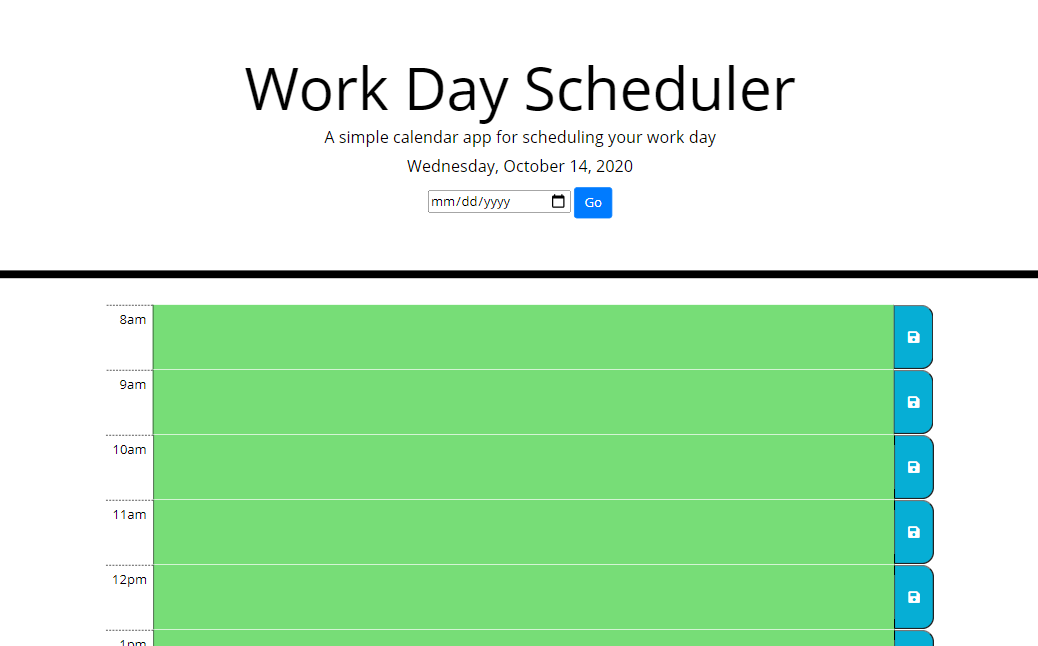 Work Day Scheduler
A simple calendar app for scheduling your work day
Wednesday, October 14, 2020
mm/dd/yyyy Go
8am
9am
10am
11am
12pm
1pm